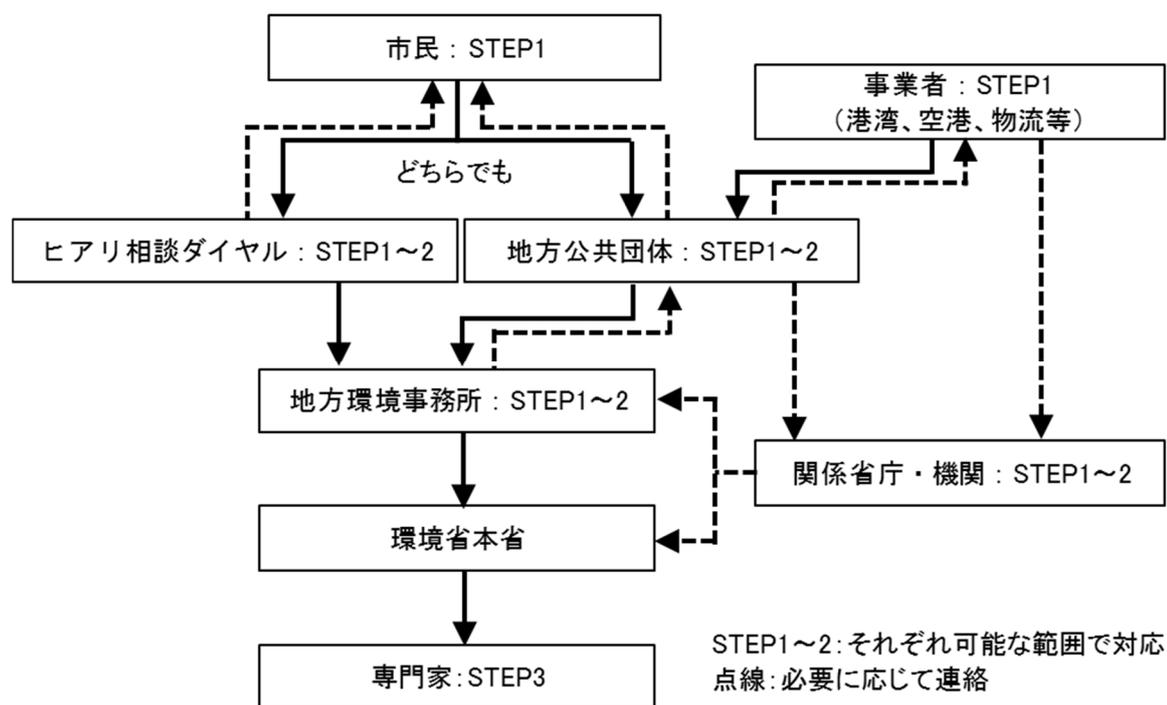 市民：STEP1
事業者：STEP1
（港湾、空港、物流等）
どちらでも
ヒアリ相談ダイヤル：STEP1～2
地方公共団体：STEP1～2
地方環境事務所：STEP1～2
関係省庁・機関：STEP1～2
環境省本省
専門家：STEP3
STEP1～2：それぞれ可能な範囲で対応
点線：必要に応じて連絡